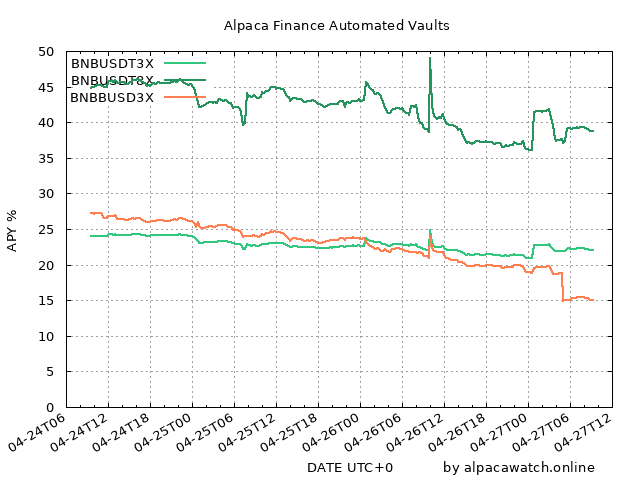 Alpaca Finance Automated Vaults
BNBUSDT3X
BNBUSDT8X
BNBBUSD3X
APY %
50
45
40
35
30
25
20
15
10
5
0
04-24T06
04-24T12
04-24T18
04-25T00
04-25T06
04-25T12
04-25T18
04-26T00
04-26T06
04-26T12
04-26T18
04-27T00
04-27T06
04-27T12
DATE UTC+0
by alpacawatch.online